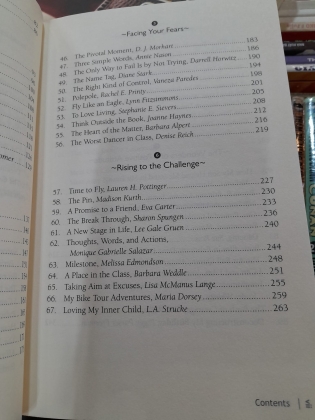 5
~Facing Your Fears~
46. The Pivotal Moment, D.J. Morhart 183
47. Three Simple Words, Annie Nason 186
48. The Only Way to Fail Is by Not Trying, Darrell Horwitz 190
49. The Name Tag, Diane Stark 194
50. The Right Kind of Control, Vaneza Paredes 197
51. Polepole, Rachel E. Printy 201
52. Fly Like an Eagle, Lynn Fitzsimmons 205
53. To Love Living, Stephanie E. Sievers 208
54. Think Outside the Book, Joanne Haynes 212
55. The Heart of the Matter, Barbara Alpert 216
56. The Worst Dancer in Class, Denise Reich 219
6
~Rising to the Challenge~
57. Time to Fly, Lauren H. Pottinger 227
58. The Pin, Madison Kurth 230
59. A Promise to a Friend, Eva Carter 233
60. The Break Through, Sharon Spungen 236
61. A New Stage in Life, Lee Gale Gruen 240
62. Thoughts, Words, and Actions,
Monique Gabrielle Salazar 244
63. Milestone, Melissa Edmondson 248
64. A Place in the Class, Barbara Weddle 251
65. Taking Aim at Excuses, Lisa McManus Lange 255
66. My Bike Tour Adventures, Maria Dorsey 259
67. Loving My Inner Child, L.A. Strucke 263
Contents